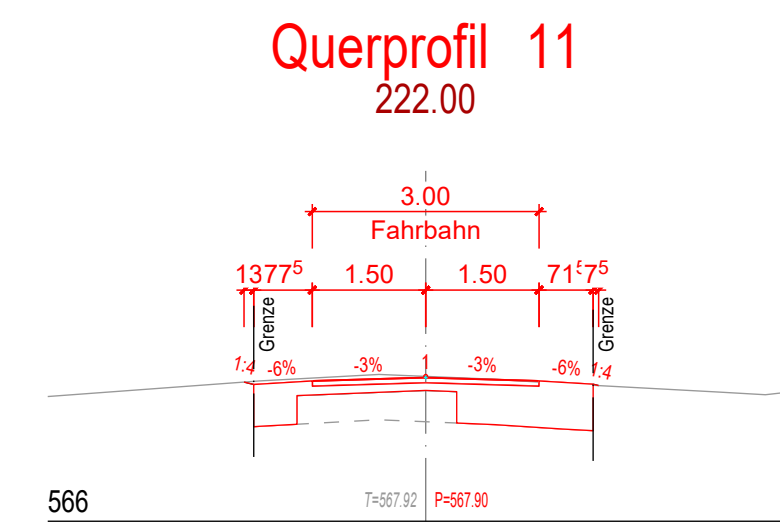 Querprofil 11
222.00
3.00
Fahrbahn
1377⁵ 1.50 1.50 71⁵7⁵
Grenze Grenze
1:4 -6% -3% 1 -3% -6% 1:4
566 T=567.92 P=567.90